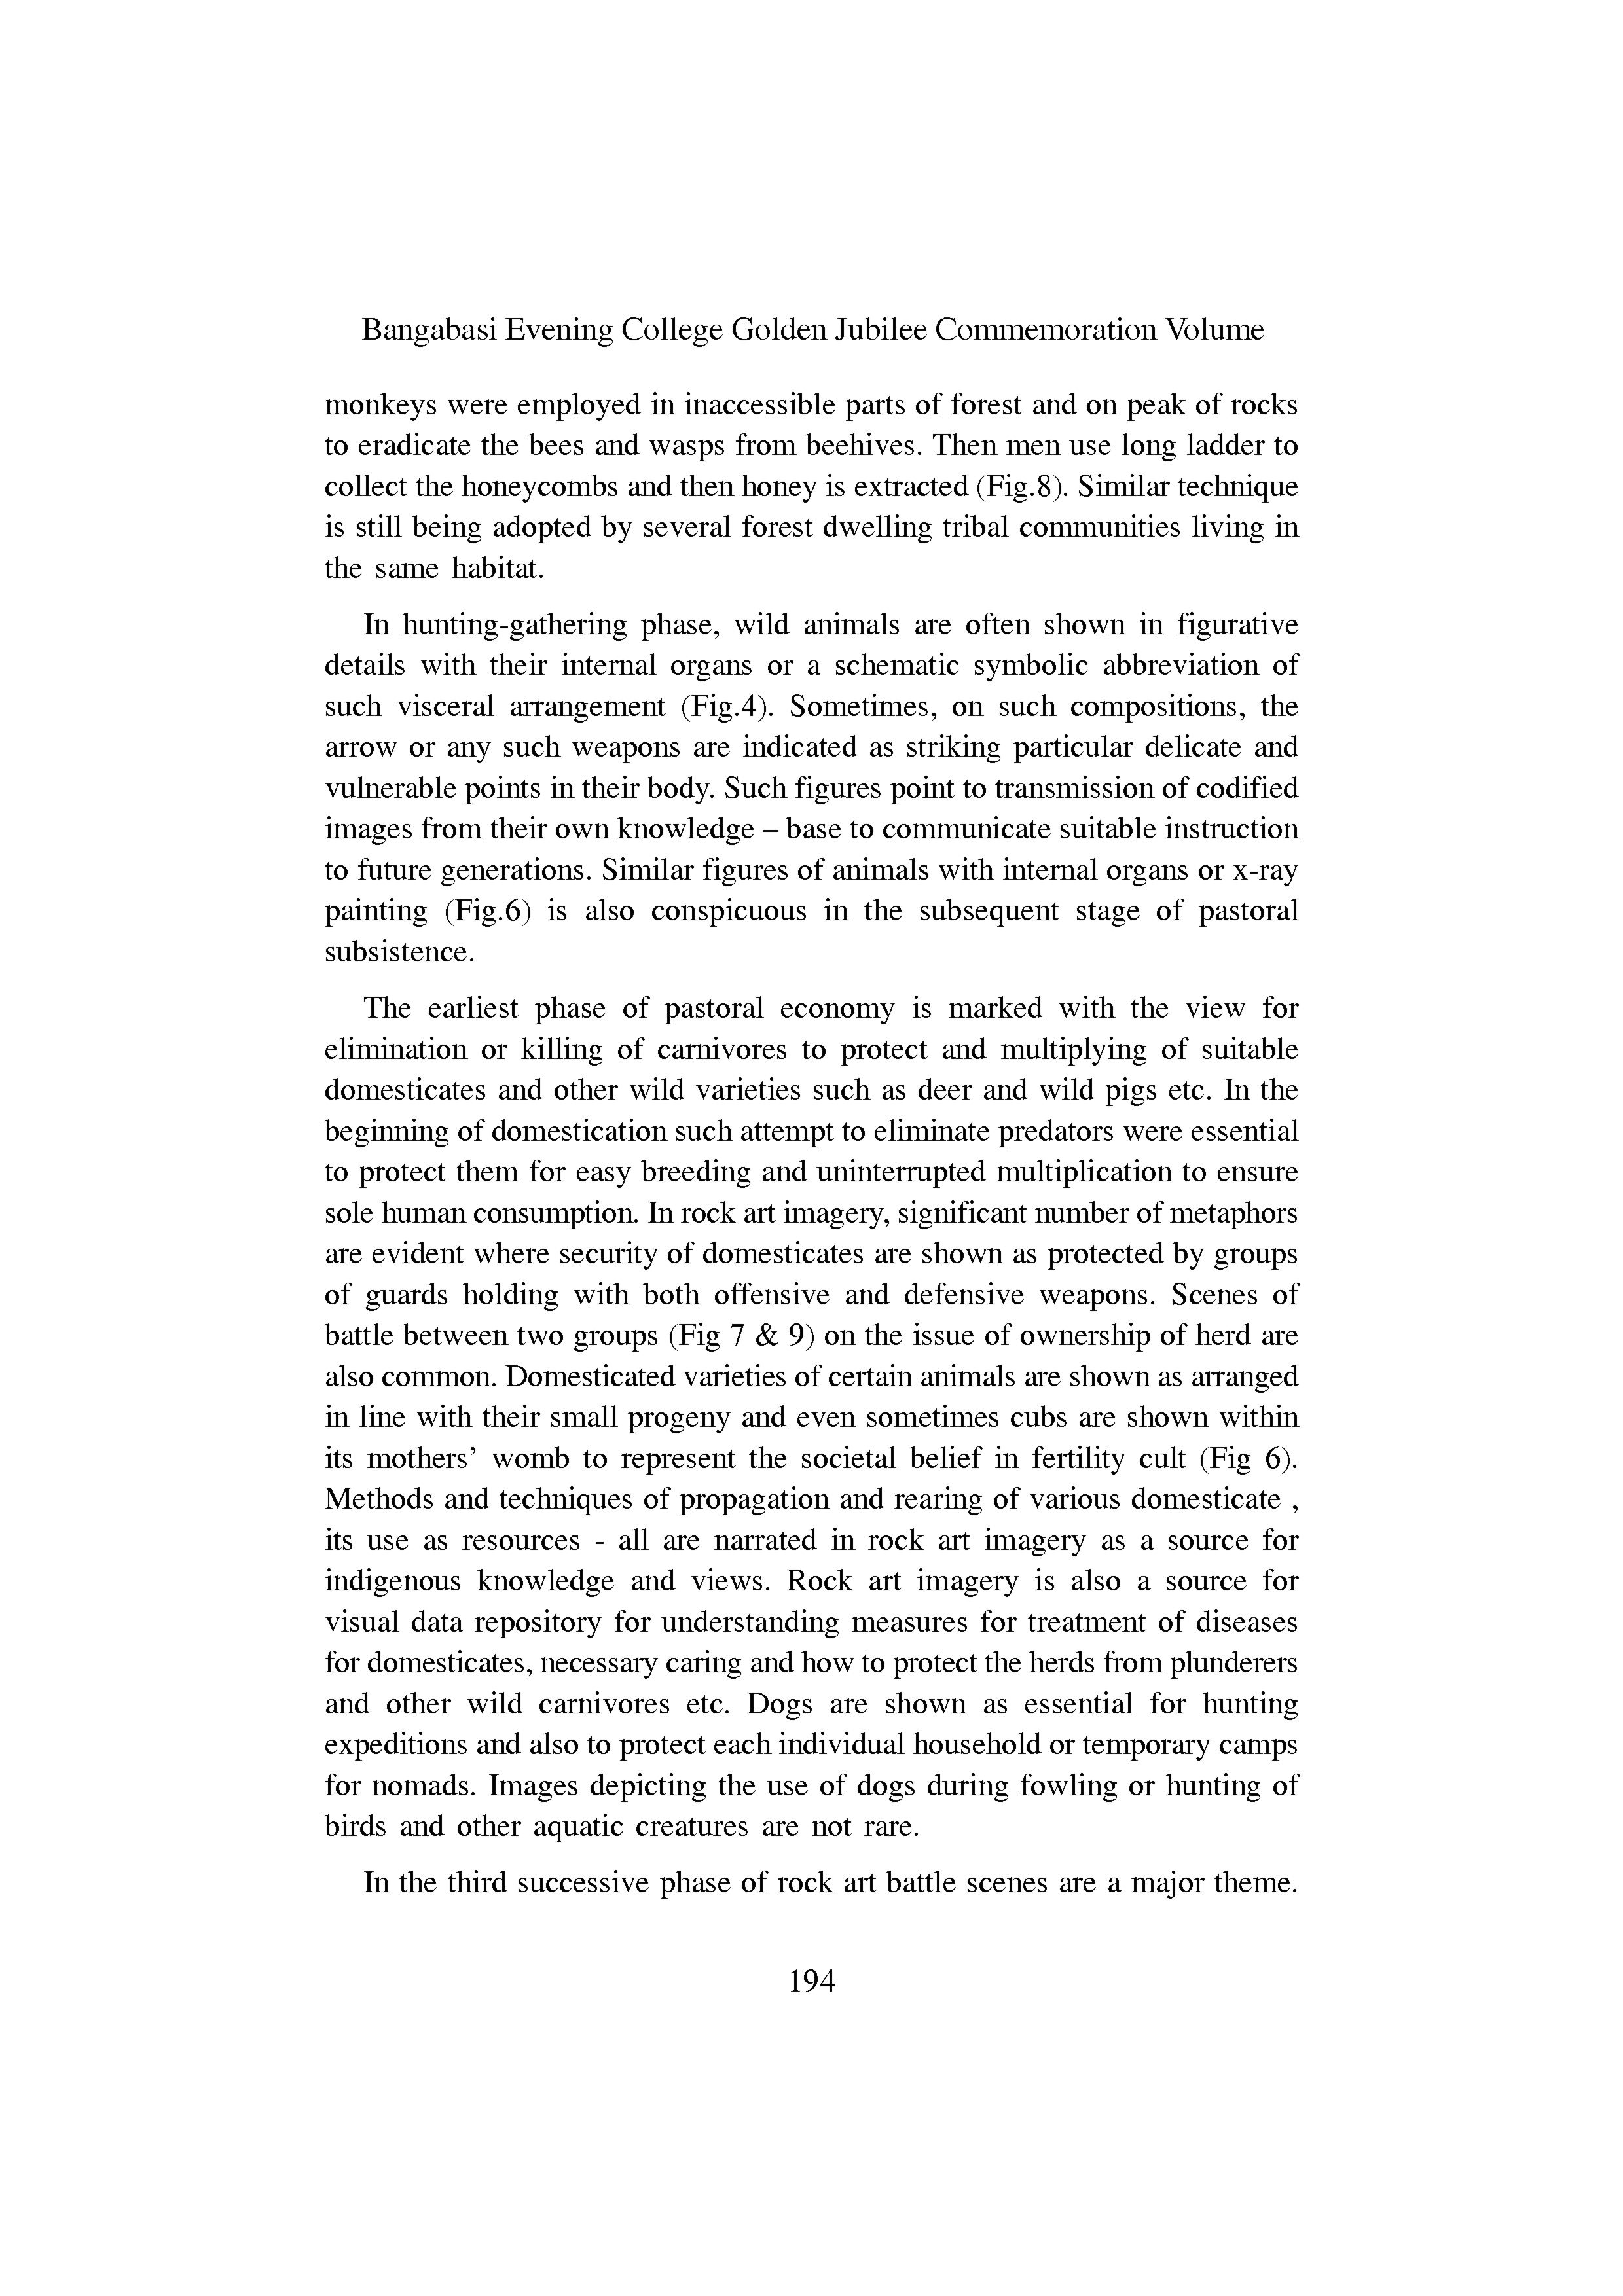 Bangabasi Evening College Golden Jubilee Commemoration Volume
monkeys were employed in inaccessible parts of forest and on peak of rocks
to eradicate the bees and wasps from beehives. Then men use long ladder to
collect the honeycombs and then honey is extracted (Fig.8). Similar technique
is still being adopted by several forest dwelling tribal communities living in
the same habitat.
In hunting-gathering phase, wild animals are often shown in figurative
details with their internal organs or a schematic symbolic abbreviation of
such visceral arrangement (Fig.4). Sometimes, on such compositions, the
arrow or any such weapons are indicated as striking particular delicate and
vulnerable points in their body. Such figures point to transmission of codified
images from their own knowledge – base to communicate suitable instruction
to future generations. Similar figures of animals with internal organs or x-ray
painting (Fig.6) is also conspicuous in the subsequent stage of pastoral
subsistence.
The earliest phase of pastoral economy is marked with the view for
elimination or killing of carnivores to protect and multiplying of suitable
domesticates and other wild varieties such as deer and wild pigs etc. In the
beginning of domestication such attempt to eliminate predators were essential
to protect them for easy breeding and uninterrupted multiplication to ensure
sole human consumption. In rock art imagery, significant number of metaphors
are evident where security of domesticates are shown as protected by groups
of guards holding with both offensive and defensive weapons. Scenes of
battle between two groups (Fig 7 & 9) on the issue of ownership of herd are
also common. Domesticated varieties of certain animals are shown as arranged
in line with their small progeny and even sometimes cubs are shown within
its mothers’ womb to represent the societal belief in fertility cult (Fig 6).
Methods and techniques of propagation and rearing of various domesticate ,
its use as resources - all are narrated in rock art imagery as a source for
indigenous knowledge and views. Rock art imagery is also a source for
visual data repository for understanding measures for treatment of diseases
for domesticates, necessary caring and how to protect the herds from plunderers
and other wild carnivores etc. Dogs are shown as essential for hunting
expeditions and also to protect each individual household or temporary camps
for nomads. Images depicting the use of dogs during fowling or hunting of
birds and other aquatic creatures are not rare.
In the third successive phase of rock art battle scenes are a major theme.
194